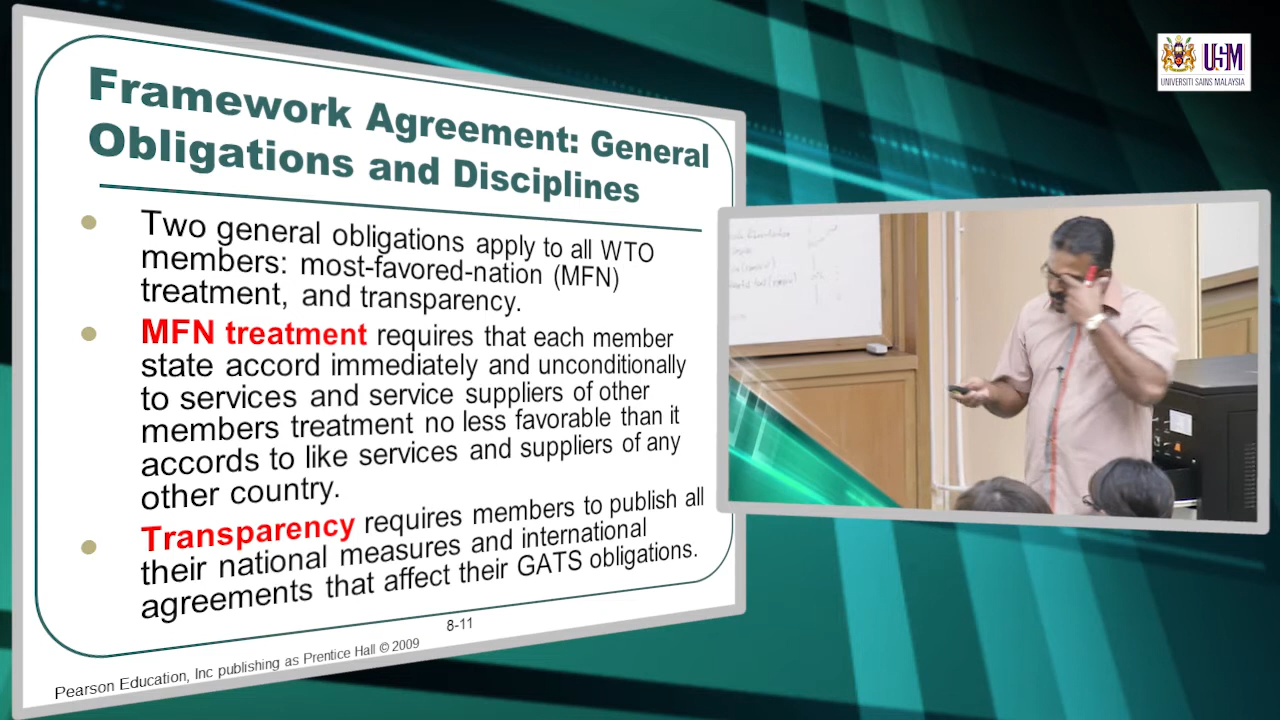 Framework Agreement: General
Obligations and Disciplines
Two general obligations apply to all WTO
members: most-favored-nation (MFN)
treatment, and transparency.
MFN treatment requires that each member
state accord immediately and unconditionally
to services and service suppliers of other
members treatment no less favorable than it
accords to like services and suppliers of any
other country.
Transparency requires members to publish all
their national measures and international
agreements that affect their GATS obligations.
8-11
Pearson Education, Inc publishing as Prentice Hall © 2009
USM
UNIVERSITI SAINS MALAYSIA